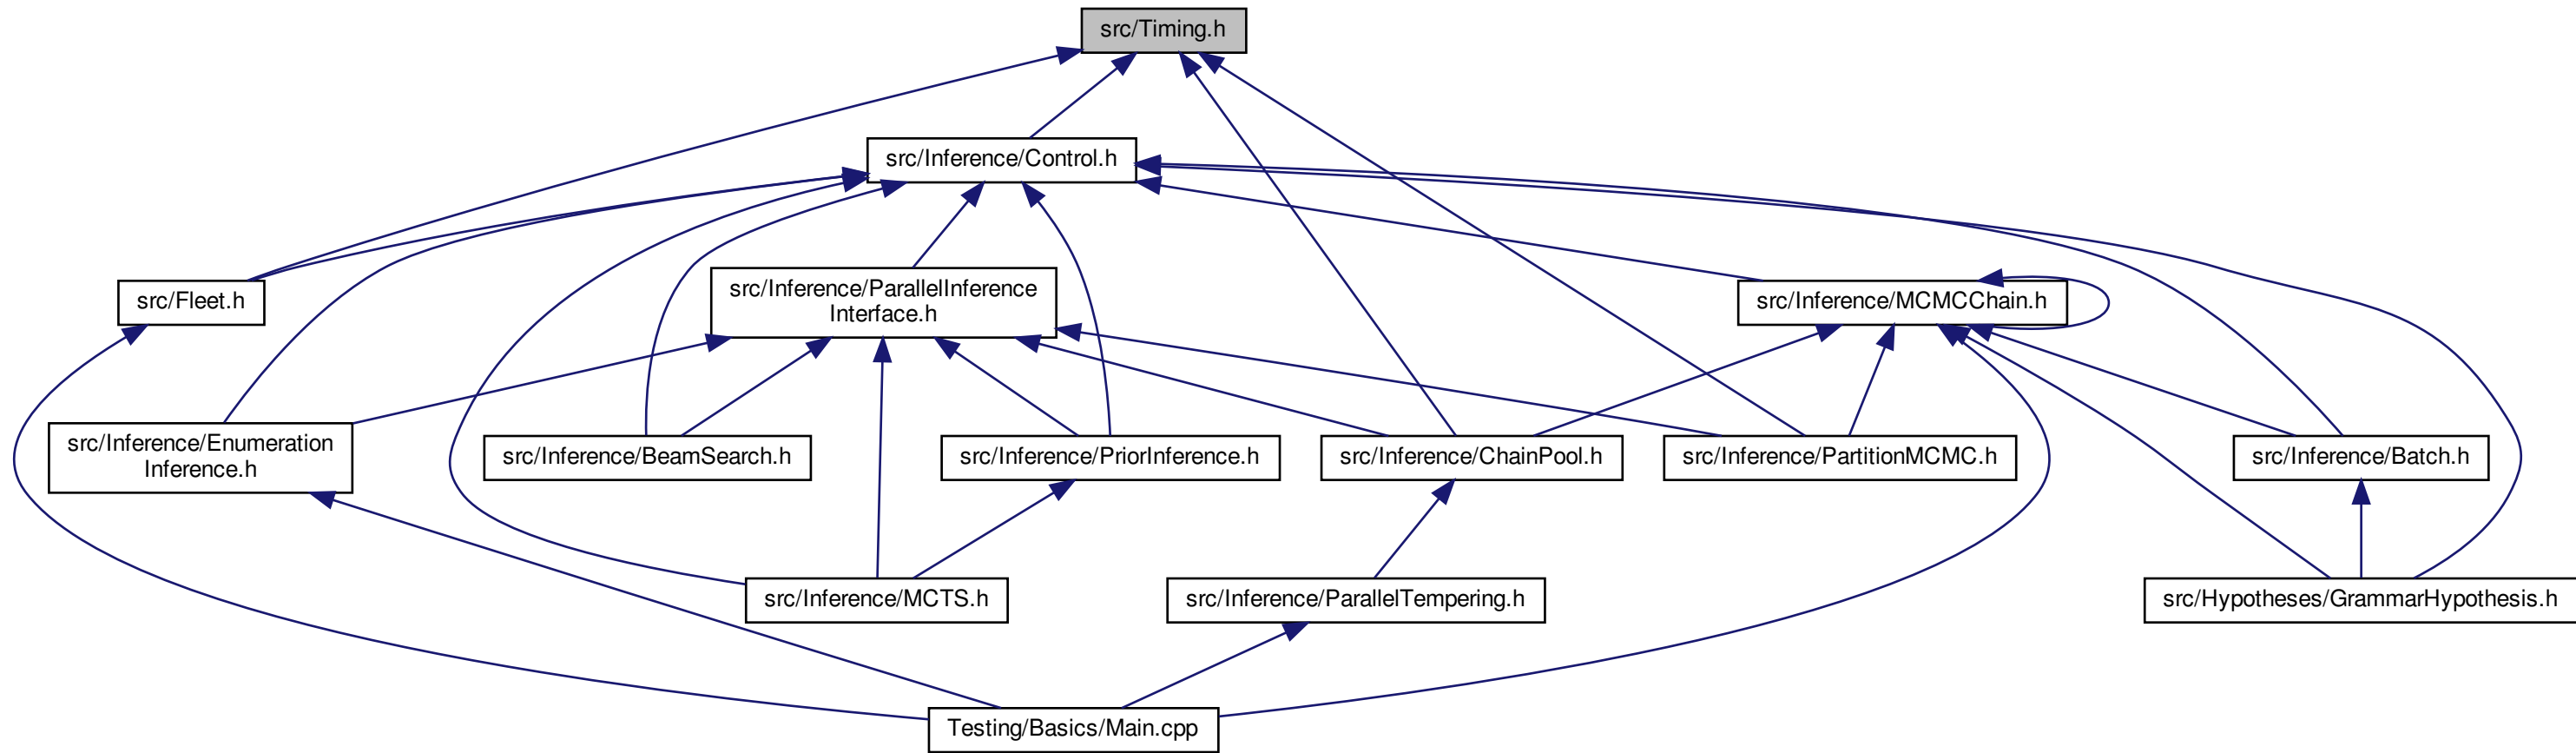 src/Timing.h
src/Inference/Control.h
src/Fleet.h
src/Inference/ParallelInference
Interface.h
src/Inference/MCMCChain.h
src/Inference/Enumeration
Inference.h
src/Inference/BeamSearch.h
src/Inference/PriorInference.h
src/Inference/ChainPool.h
src/Inference/PartitionMCMC.h
src/Inference/Batch.h
src/Inference/MCTS.h
src/Inference/ParallelTempering.h
src/Hypotheses/GrammarHypothesis.h
Testing/Basics/Main.cpp